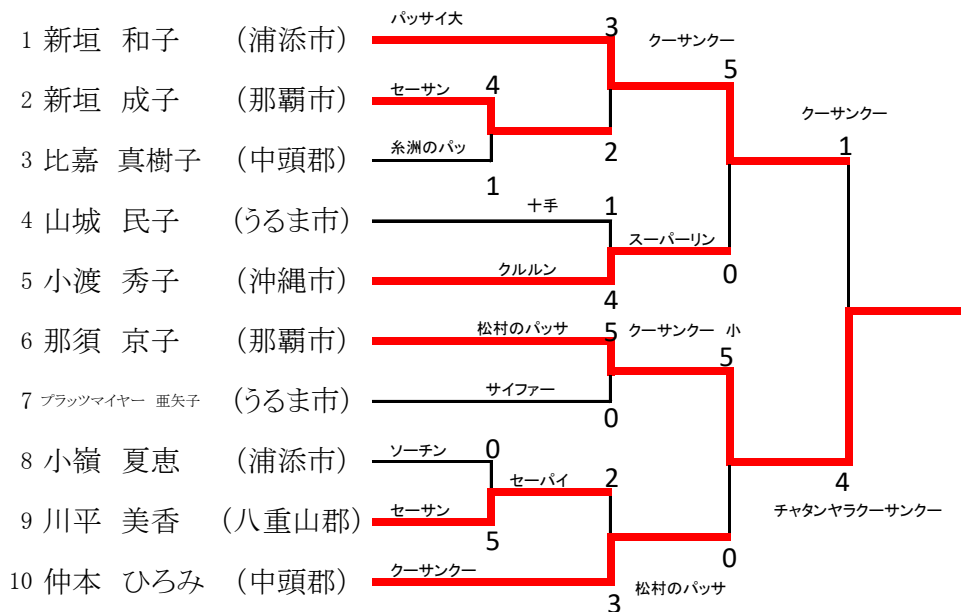 パッサイ大
3
クーサンクー
1 新垣 和子 (浦添市)
5
4
2 新垣 成子 (那覇市)
セーサン
クーサンクー
3 比嘉 真樹子 (中頭郡)
糸洲のパッ
2
1
1
十手
1
4 山城 民子 (うるま市)
スーパーリン
5 小渡 秀子 (沖縄市)
クルルン
0
4
6 那須 京子 (那覇市)
松村のパッサ
5
クーサンクー 小
5
7 プラッツマイヤー 亜矢子 (うるま市)
サイファー
0
8 小嶺 夏恵 (浦添市)
ソーチン
0
セーパイ
2
4
9 川平 美香 (八重山郡)
セーサン
チャタンヤラクーサンクー
5
0
10 仲本 ひろみ (中頭郡)
クーサンクー
松村のパッサ
3